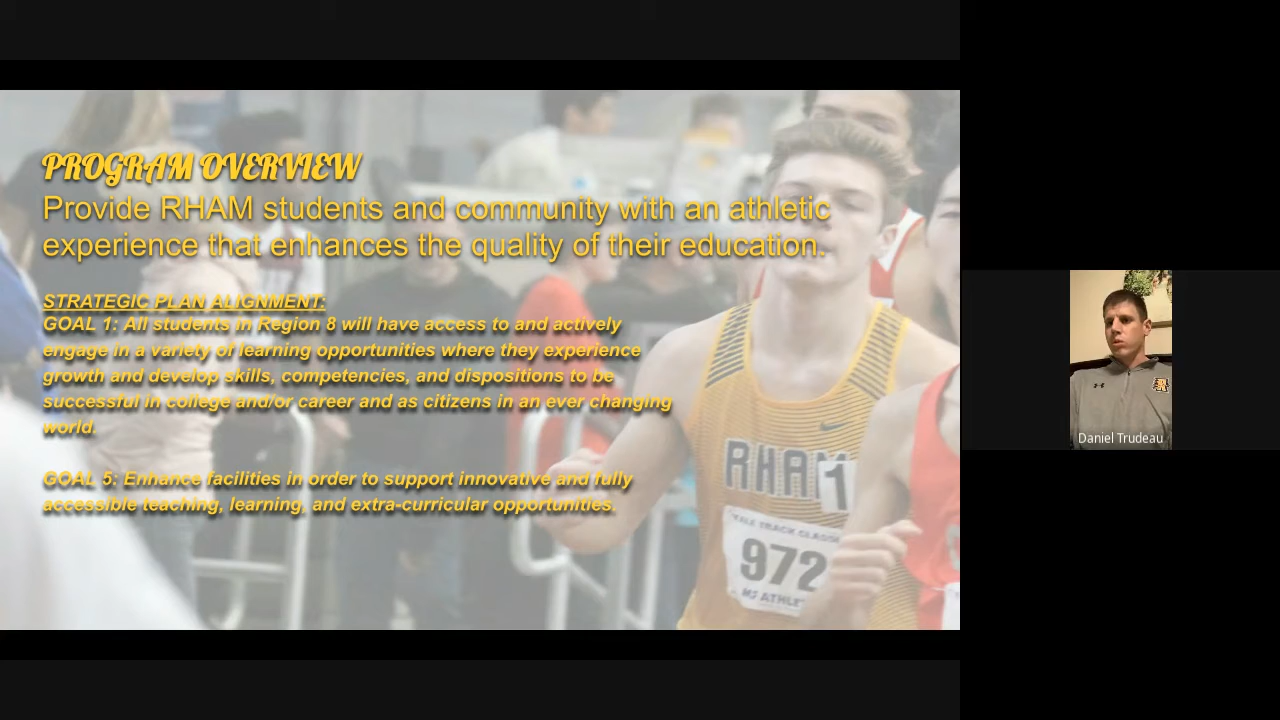 PROGRAM OVERVIEW
Provide RHAM students and community with an athletic
experience that enhances the quality of their education.
STRATEGIC PLAN ALIGNMENT:
GOAL 1: All students in Region 8 will have access to and actively
engage in a variety of learning opportunities where they experience
growth and develop skills, competencies, and dispositions to be
successful in college and/or career and as citizens in an ever changing
world.
GOAL 5: Enhance facilities in order to support innovative and fully
accessible teaching, learning, and extra-curricular opportunities.
RHAM
1
TRACK CLASSIC
972
Daniel Trudeau